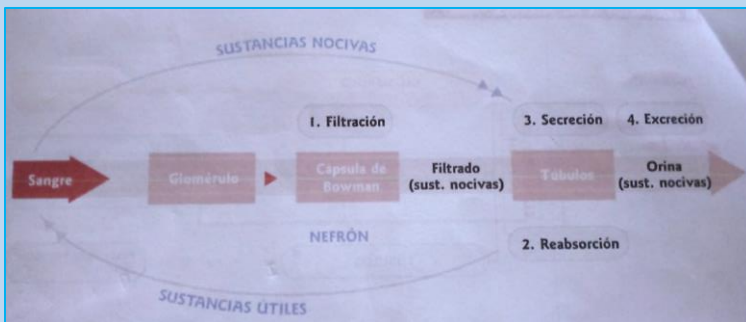 SUSTANCIAS NOCIVAS
1. Filtración
3. Secreción
4. Excreción
Sangre
Glomérulo
Cápsula de
Bowman
Filtrado
(sust. nocivas)
Túbulos
Orina
(sust. nocivas)
NEFRÓN
2. Reabsorción
SUSTANCIAS ÚTILES